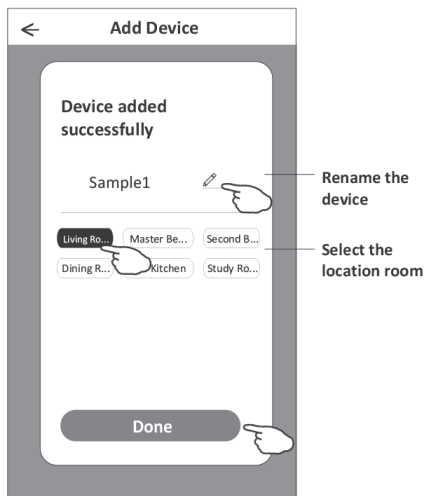 Add Device
Device added
successfully
Sample1
Rename the
device
Living Ro...
Master Be...
Second B...
Select the
location room
Dining R...
Kitchen
Study Ro...
Done